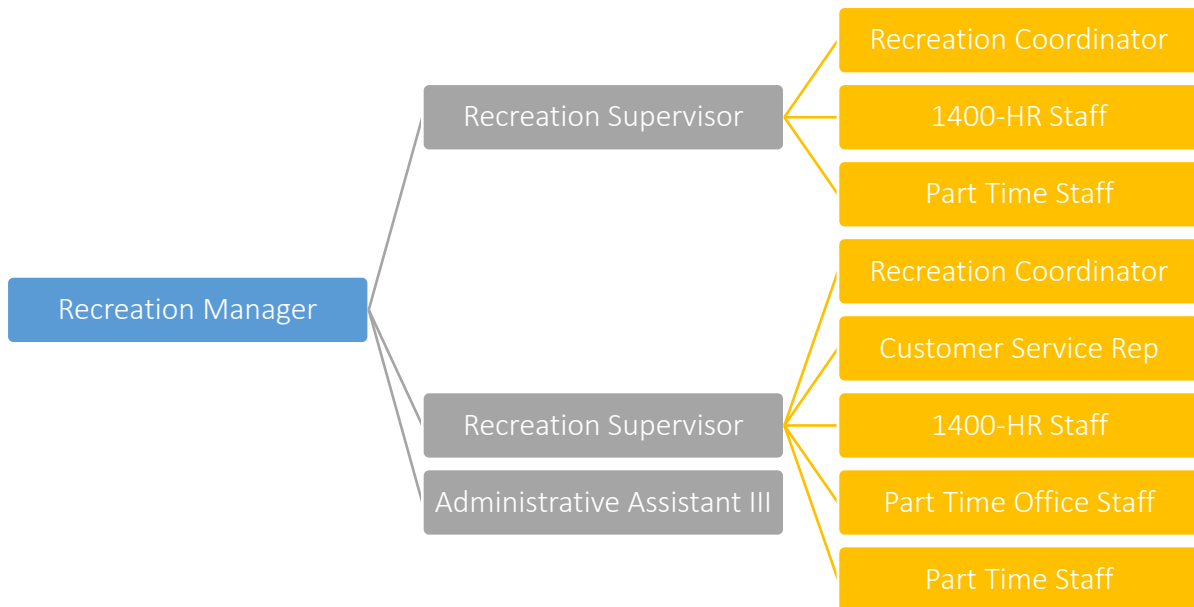 Recreation Coordinator
Recreation Supervisor
1400-HR Staff
Part Time Staff
Recreation Coordinator
Recreation Manager
Customer Service Rep
Recreation Supervisor
1400-HR Staff
Administrative Assistant III
Part Time Office Staff
Part Time Staff